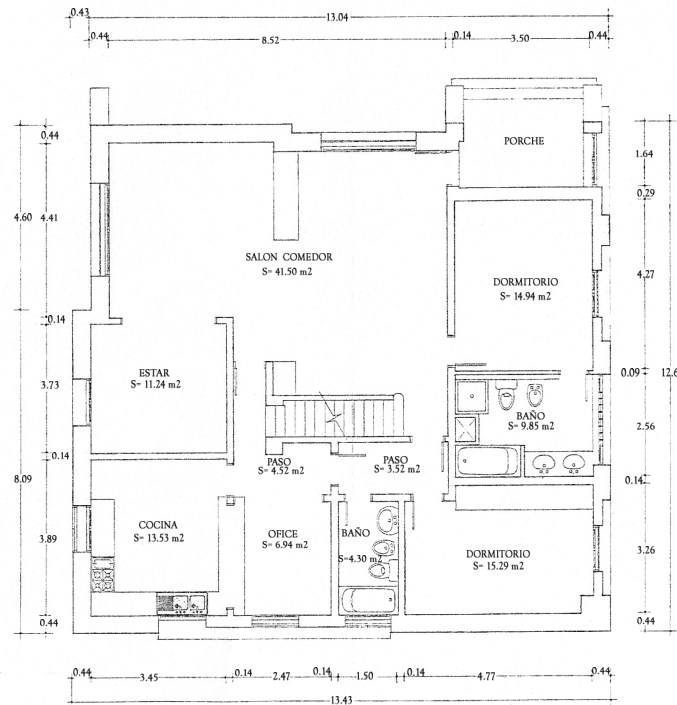 0.43
13.04
0.44
8.52
0.14
3.50
0.44
0.44
PORCHE
1.64
0.29
4.60
4.41
SALON COMEDOR
S= 41.50 m2
4.27
DORMITORIO
S= 14.94 m2
0.14
ESTAR
S= 11.24 m2
3.73
0.09
BAÑO
S= 9.85 m2
2.56
0.14
PASO
S= 4.52 m2
PASO
S= 3.52 m2
8.09
0.14
COCINA
S= 13.53 m2
3.89
OFICE
S= 6.94 m2
BAÑO
S=4.30 m2
DORMITORIO
S= 15.29 m2
3.26
0.44
0.44
0.44
3.45
0.14
2.47
0.14
1.50
0.14
4.77
0.44
13.43